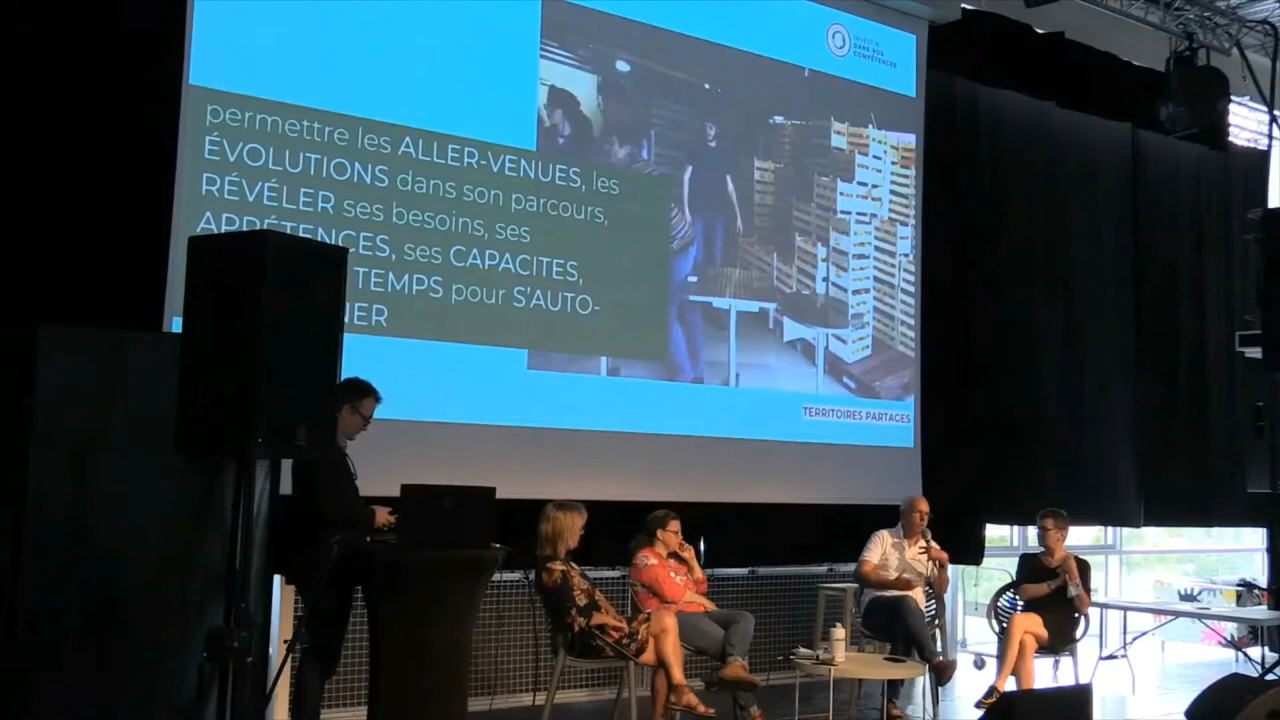 INVESTIR
DANS VOS
COMPÉTENCES
permettre les ALLER-VENUES, les
ÉVOLUTIONS dans son parcours,
RÉVÉLER ses besoins, ses
APPÉTENCES, ses CAPACITES,
TEMPS pour S'AUTO-
TERRITOIRES PARTAGES